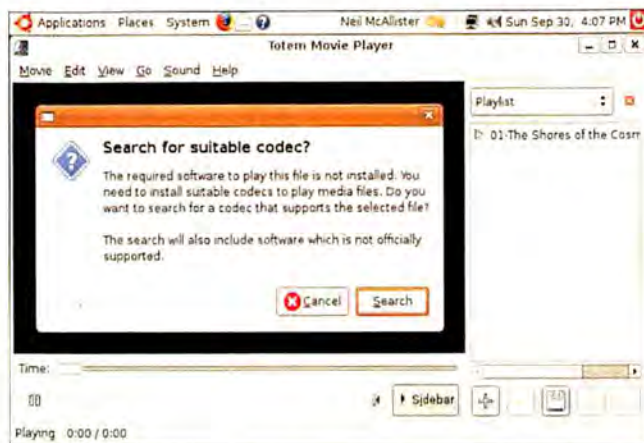 Applications Places System Neil McAllister Sun Sep 30, 4:07 PM
Totem Movie Player
Movie Edit View Go Sound Help
Playlist
01-The Shores of the Cosm
Search for suitable codec?
The required software to play this file is not installed. You
need to install suitable codecs to play media files. Do you
want to search for a codec that supports the selected file?
The search will also include software which is not officially
supported.
Cancel Search
Time:
Sidebar
Playing 0:00 / 0:00